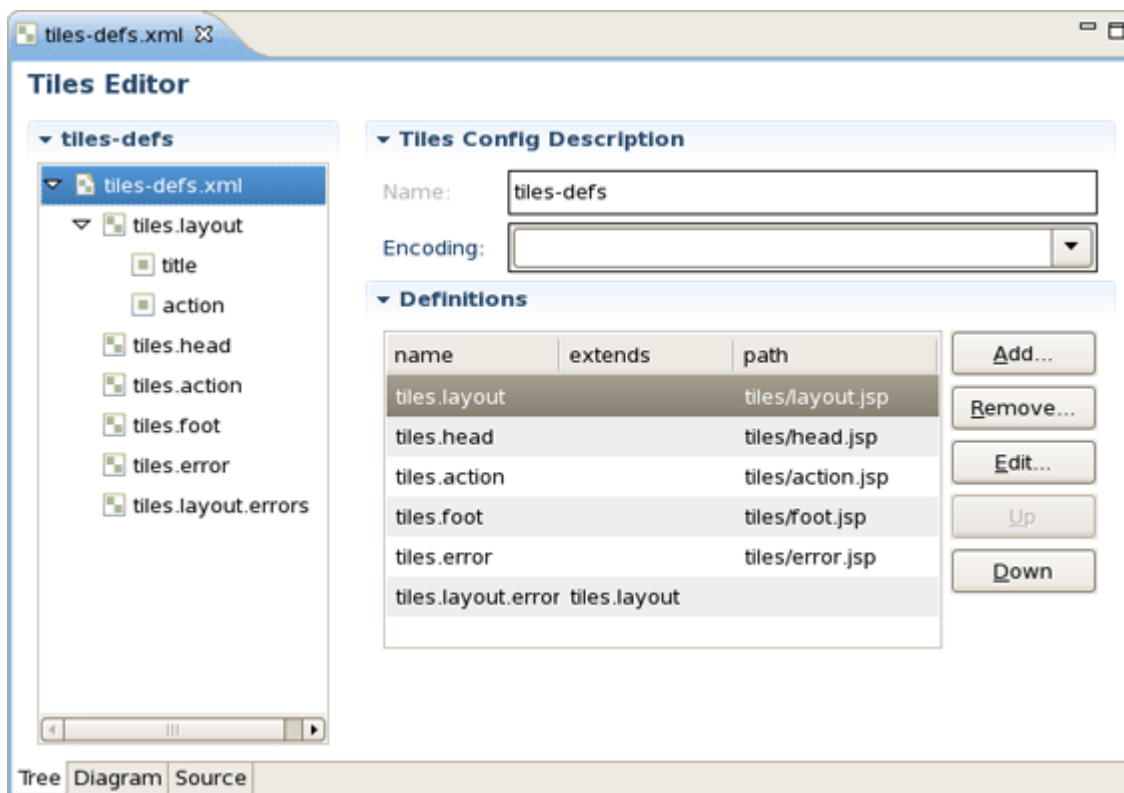 tiles-defs.xml
Tiles Editor
tiles-defs
tiles-defs.xml
tiles.layout
title
action
tiles.head
tiles.action
tiles.foot
tiles.error
tiles.layout.errors
Tiles Config Description
Name: tiles-defs
Encoding:
Definitions
name extends path
tiles.layout tiles/layout.jsp
tiles.head tiles/head.jsp
tiles.action tiles/action.jsp
tiles.foot tiles/foot.jsp
tiles.error tiles/error.jsp
tiles.layout.error tiles.layout
Add...
Remove...
Edit...
Up
Down
Tree Diagram Source